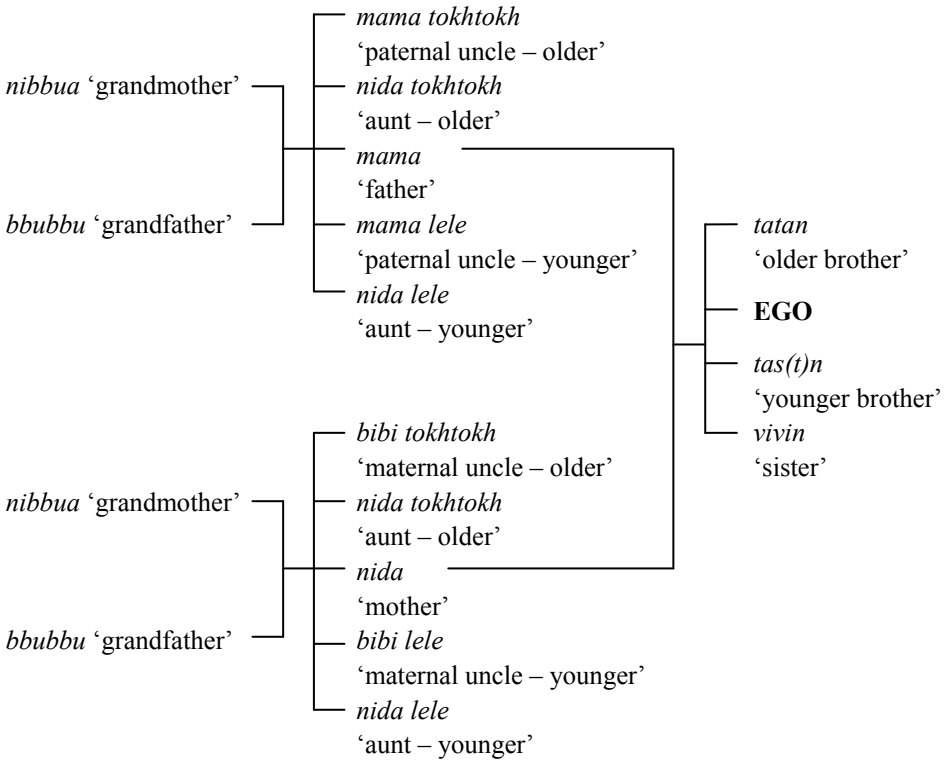 mama tokhtokh
‘paternal uncle – older’
nibbua ‘grandmother’
nida tokhtokh
‘aunt – older’
mama
‘father’
bbubbu ‘grandfather’
mama lele
‘paternal uncle – younger’
nida lele
‘aunt – younger’
tatan
‘older brother’
EGO
tas(t)n
‘younger brother’
vivin
‘sister’
bibi tokhtokh
‘maternal uncle – older’
nibbua ‘grandmother’
nida tokhtokh
‘aunt – older’
nida
‘mother’
bbubbu ‘grandfather’
bibi lele
‘maternal uncle – younger’
nida lele
‘aunt – younger’